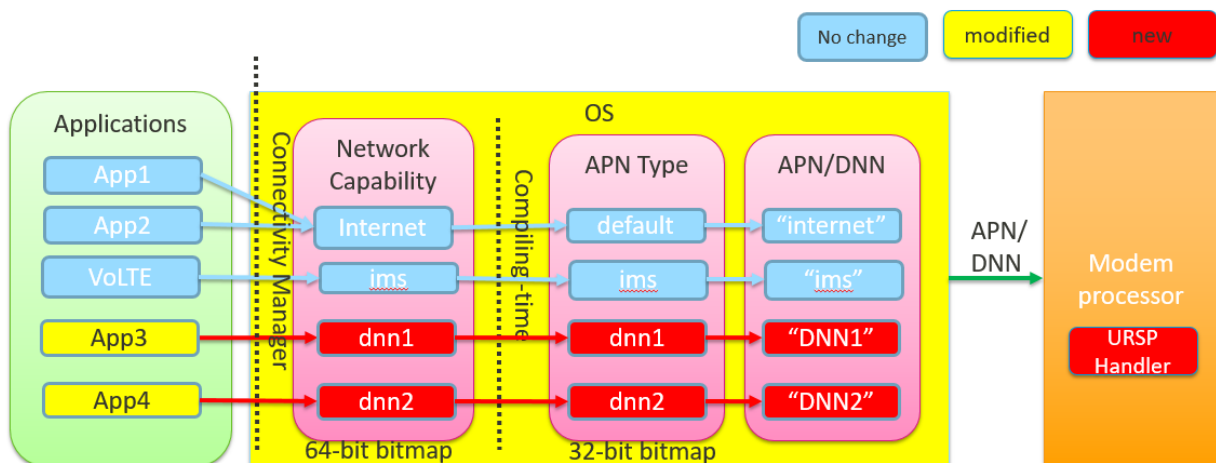 No change
modified
new
Applications
App1
App2
VoLTE
App3
App4
Connectivity Manager
OS
Network
Capability
Internet
ims
dnn1
dnn2
64-bit bitmap
Compiling -time
APN Type
default
ims
dnn1
dnn2
32-bit bitmap
APN/DNN
“internet”
“ims”
“DNN1”
“DNN2”
APN/
DNN
Modem
processor
URSP
Handler